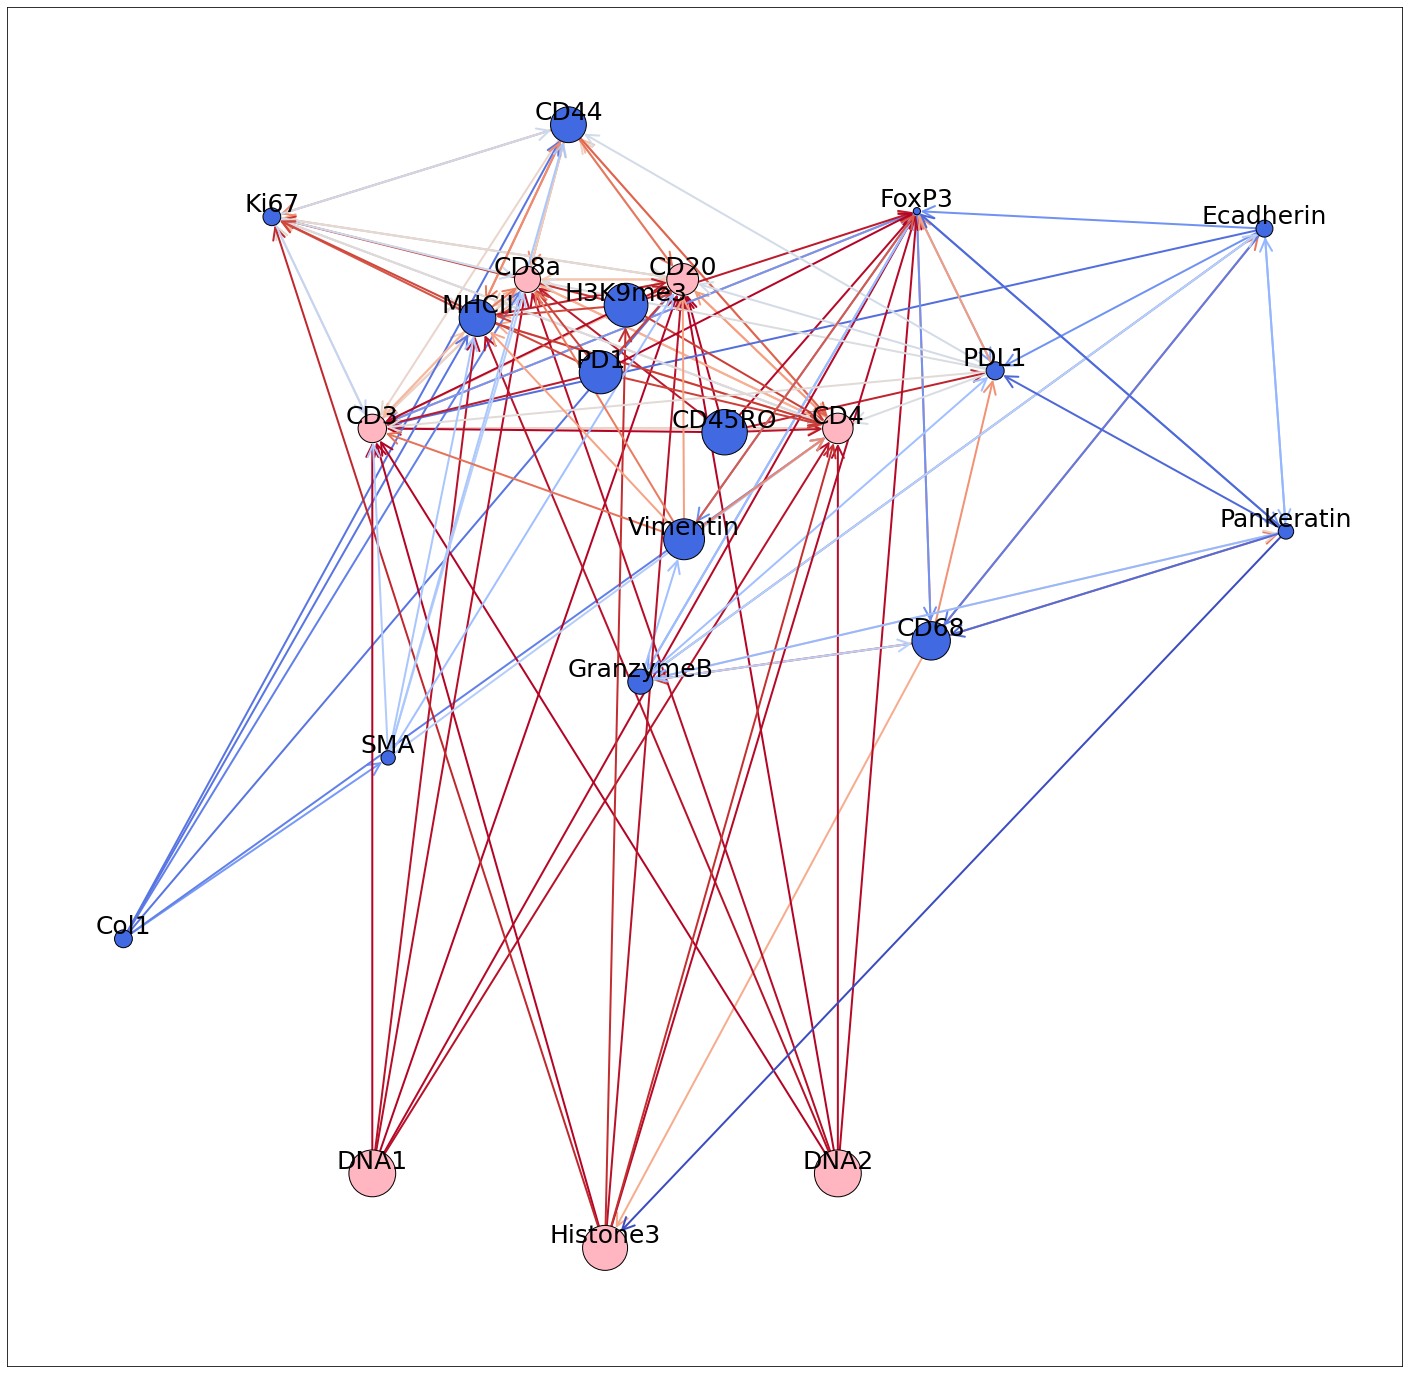 CD44
Ki67
FoxP3
Ecadherin
CD8a
CD20
H3K9me3
MHCII
PD1
PDL1
CD3
CD45RO
CD4
Vimentin
Pankeratin
CD68
GranzymeB
SMA
Col1
DNA1
DNA2
Histone3